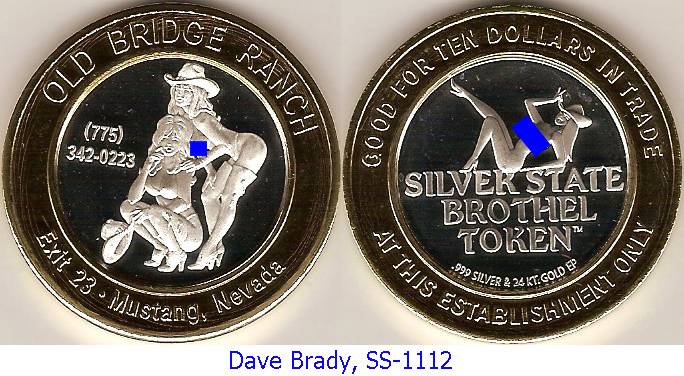 OLD BRIDGE RANCH
(775)
342-0223
Exit 23 - Mustang, Nevada
GOOD FOR TEN DOLLARS IN TRADE
SILVER STATE
BROTHEL
TOKEN™
.999 SILVER & 24 KT. GOLD EP
AT THIS ESTABLISHMENT ONLY
Dave Brady, SS-1112